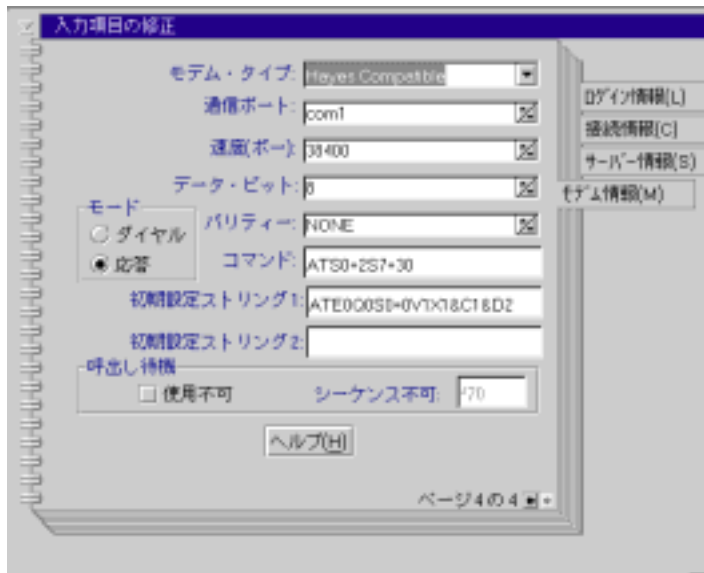 入力項目の修正
モデム・タイプ: Hayes Compatible
通信ポート: com1
速度(ボー): 38400
データ・ビット: 8
モード
パリティー: NONE
ダイヤル
応答
コマンド: ATS0=2S7=30
初期設定ストリング1: ATE0Q0S0=0V1X1&C1&D2
初期設定ストリング2:
呼出し待機
使用不可
シーケンス不可: *70
ヘルプ(H)
ページ 4 の 4
ログイン情報(L)
接続情報(C)
サーバー情報(S)
モデム情報(M)